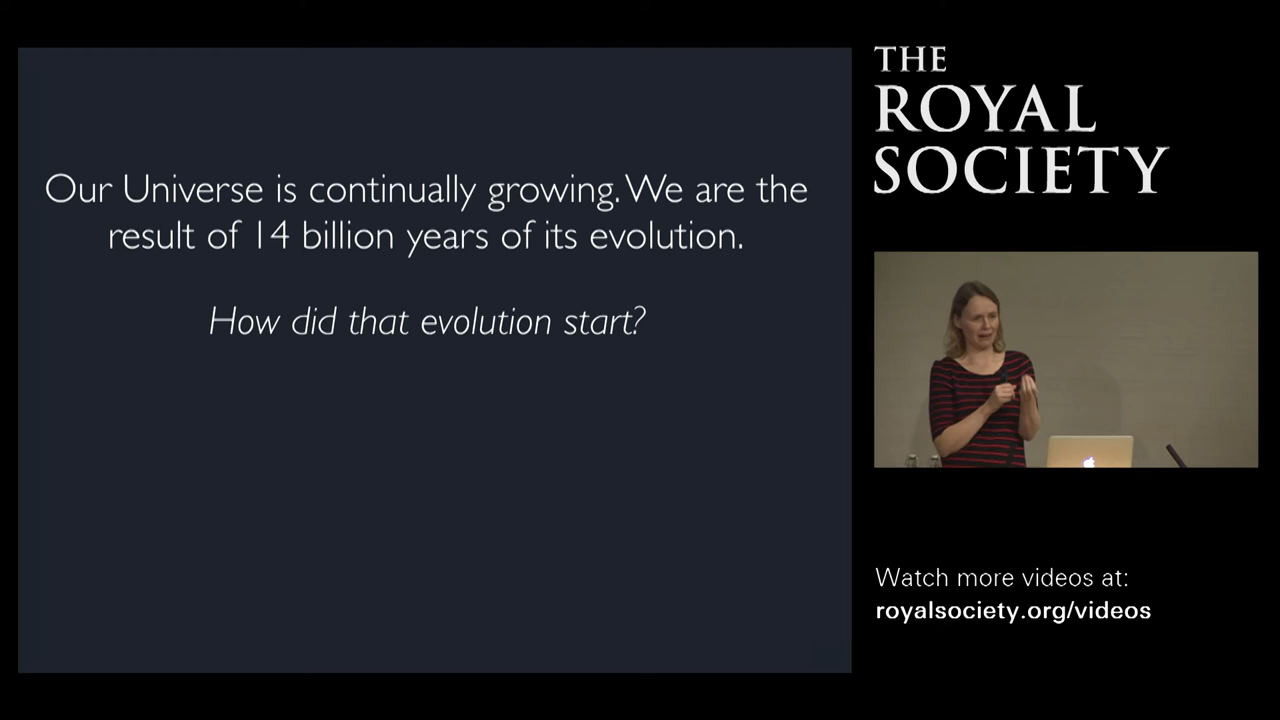 Our Universe is continually growing. We are the
result of 14 billion years of its evolution.
How did that evolution start?
THE
ROYAL
SOCIETY
Watch more videos at:
royalsociety.org/videos